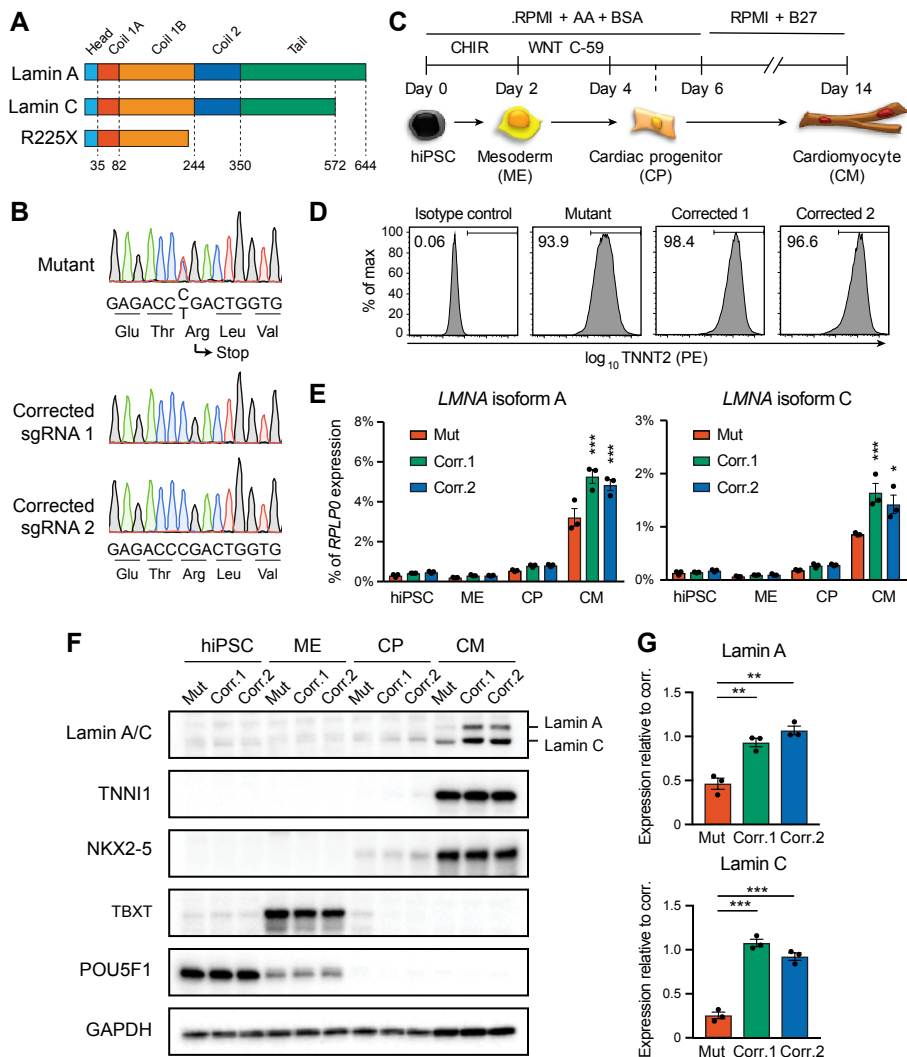 A
Head
Coil 1A
Coil 1B
Coil 2
Tail
Lamin A
Lamin C
R225X
35 82 244 350 572 644
B
Mutant
GAGACC C/T GACTGGTG
Glu Thr Arg Leu Val
Stop
Corrected
sgRNA 1
Corrected
sgRNA 2
GAGACCCGACTGGTG
Glu Thr Arg Leu Val
C
.RPMI + AA + BSA
RPMI + B27
CHIR
WNT C-59
Day 0 Day 2 Day 4 Day 6 Day 14
hiPSC
Mesoderm
(ME)
Cardiac progenitor
(CP)
Cardiomyocyte
(CM)
D
Isotype control Mutant Corrected 1 Corrected 2
0.06 93.9 98.4 96.6
% of max
100
80
60
40
20
0
log10 TNNT2 (PE)
E
LMNA isoform A
% of RPLP0 expression
8%
6%
4%
2%
0%
Mut
Corr.1
Corr.2
***
***
hiPSC ME CP CM
LMNA isoform C
3%
2%
1%
0%
Mut
Corr.1
Corr.2
***
*
hiPSC ME CP CM
F
hiPSC ME CP CM
Mut Corr.1 Corr.2 Mut Corr.1 Corr.2 Mut Corr.1 Corr.2 Mut Corr.1 Corr.2
Lamin A/C
Lamin A
Lamin C
TNNI1
NKX2-5
TBXT
POU5F1
GAPDH
G
Lamin A
Expression relative to corr.
1.5
1.0
0.5
0
**
**
Mut Corr.1 Corr.2
Lamin C
Expression relative to corr.
1.5
1.0
0.5
0
***
***
Mut Corr.1 Corr.2